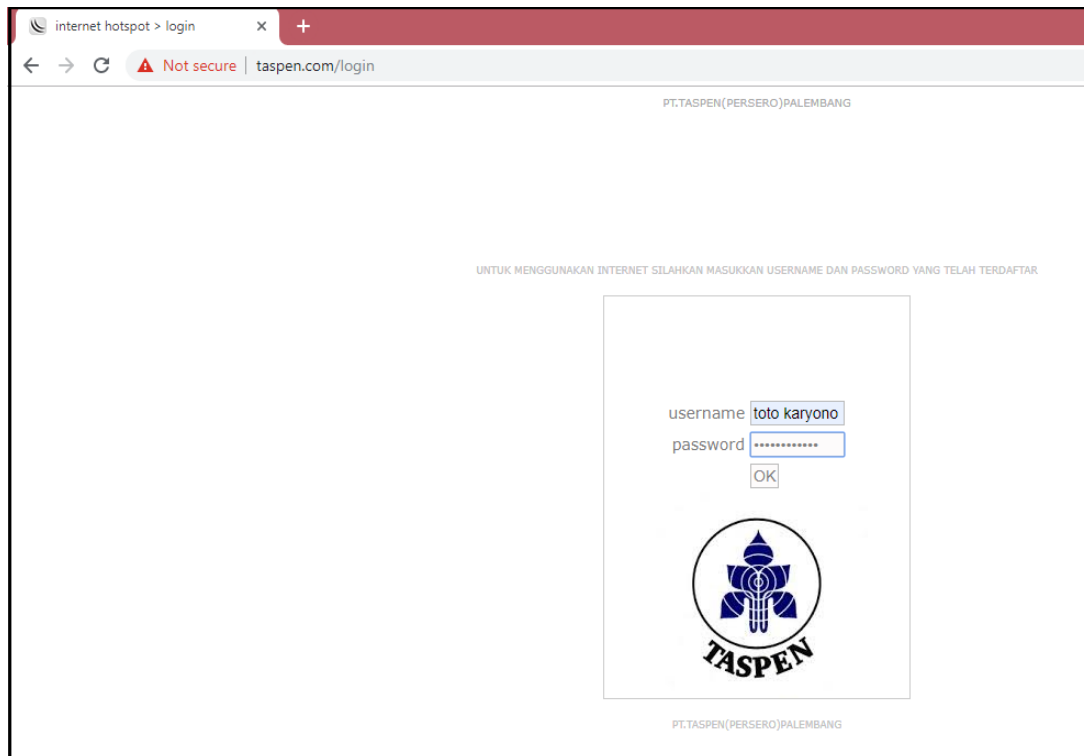 internet hotspot > login
Not secure taspen.com/login
PT.TASPEN(PERSERO)PALEMBANG
UNTUK MENGGUNAKAN INTERNET SILAHKAN MASUKKAN USERNAME DAN PASSWORD YANG TELAH TERDAFTAR
username toto karyono
password ••••••••••••
OK
TASPEN
PT.TASPEN(PERSERO)PALEMBANG